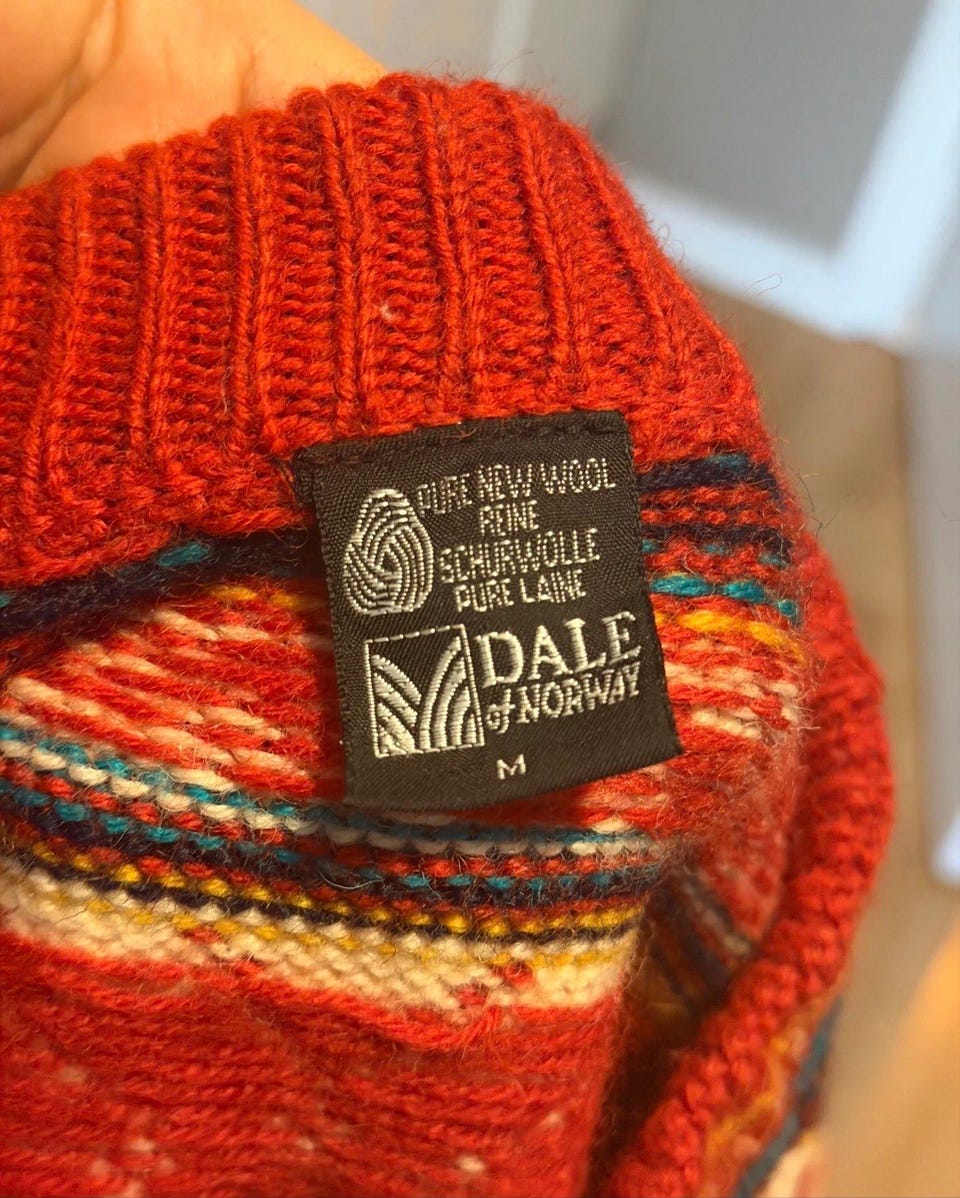 PURE NEW WOOL
REINE
SCHURWOLLE
PURE LAINE
DALE
of NORWAY
M